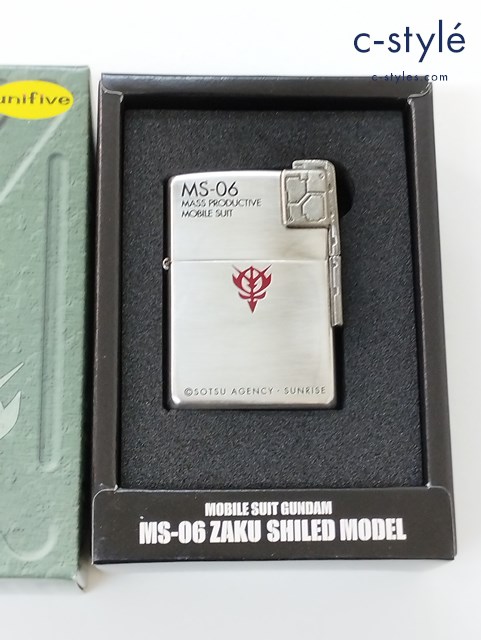 c-stylé
c-styles.com
unifive
MS-06
MASS PRODUCTIVE
MOBILE SUIT
©SOTSU AGENCY · SUNRISE
MOBILE SUIT GUNDAM
MS-06 ZAKU SHILED MODEL